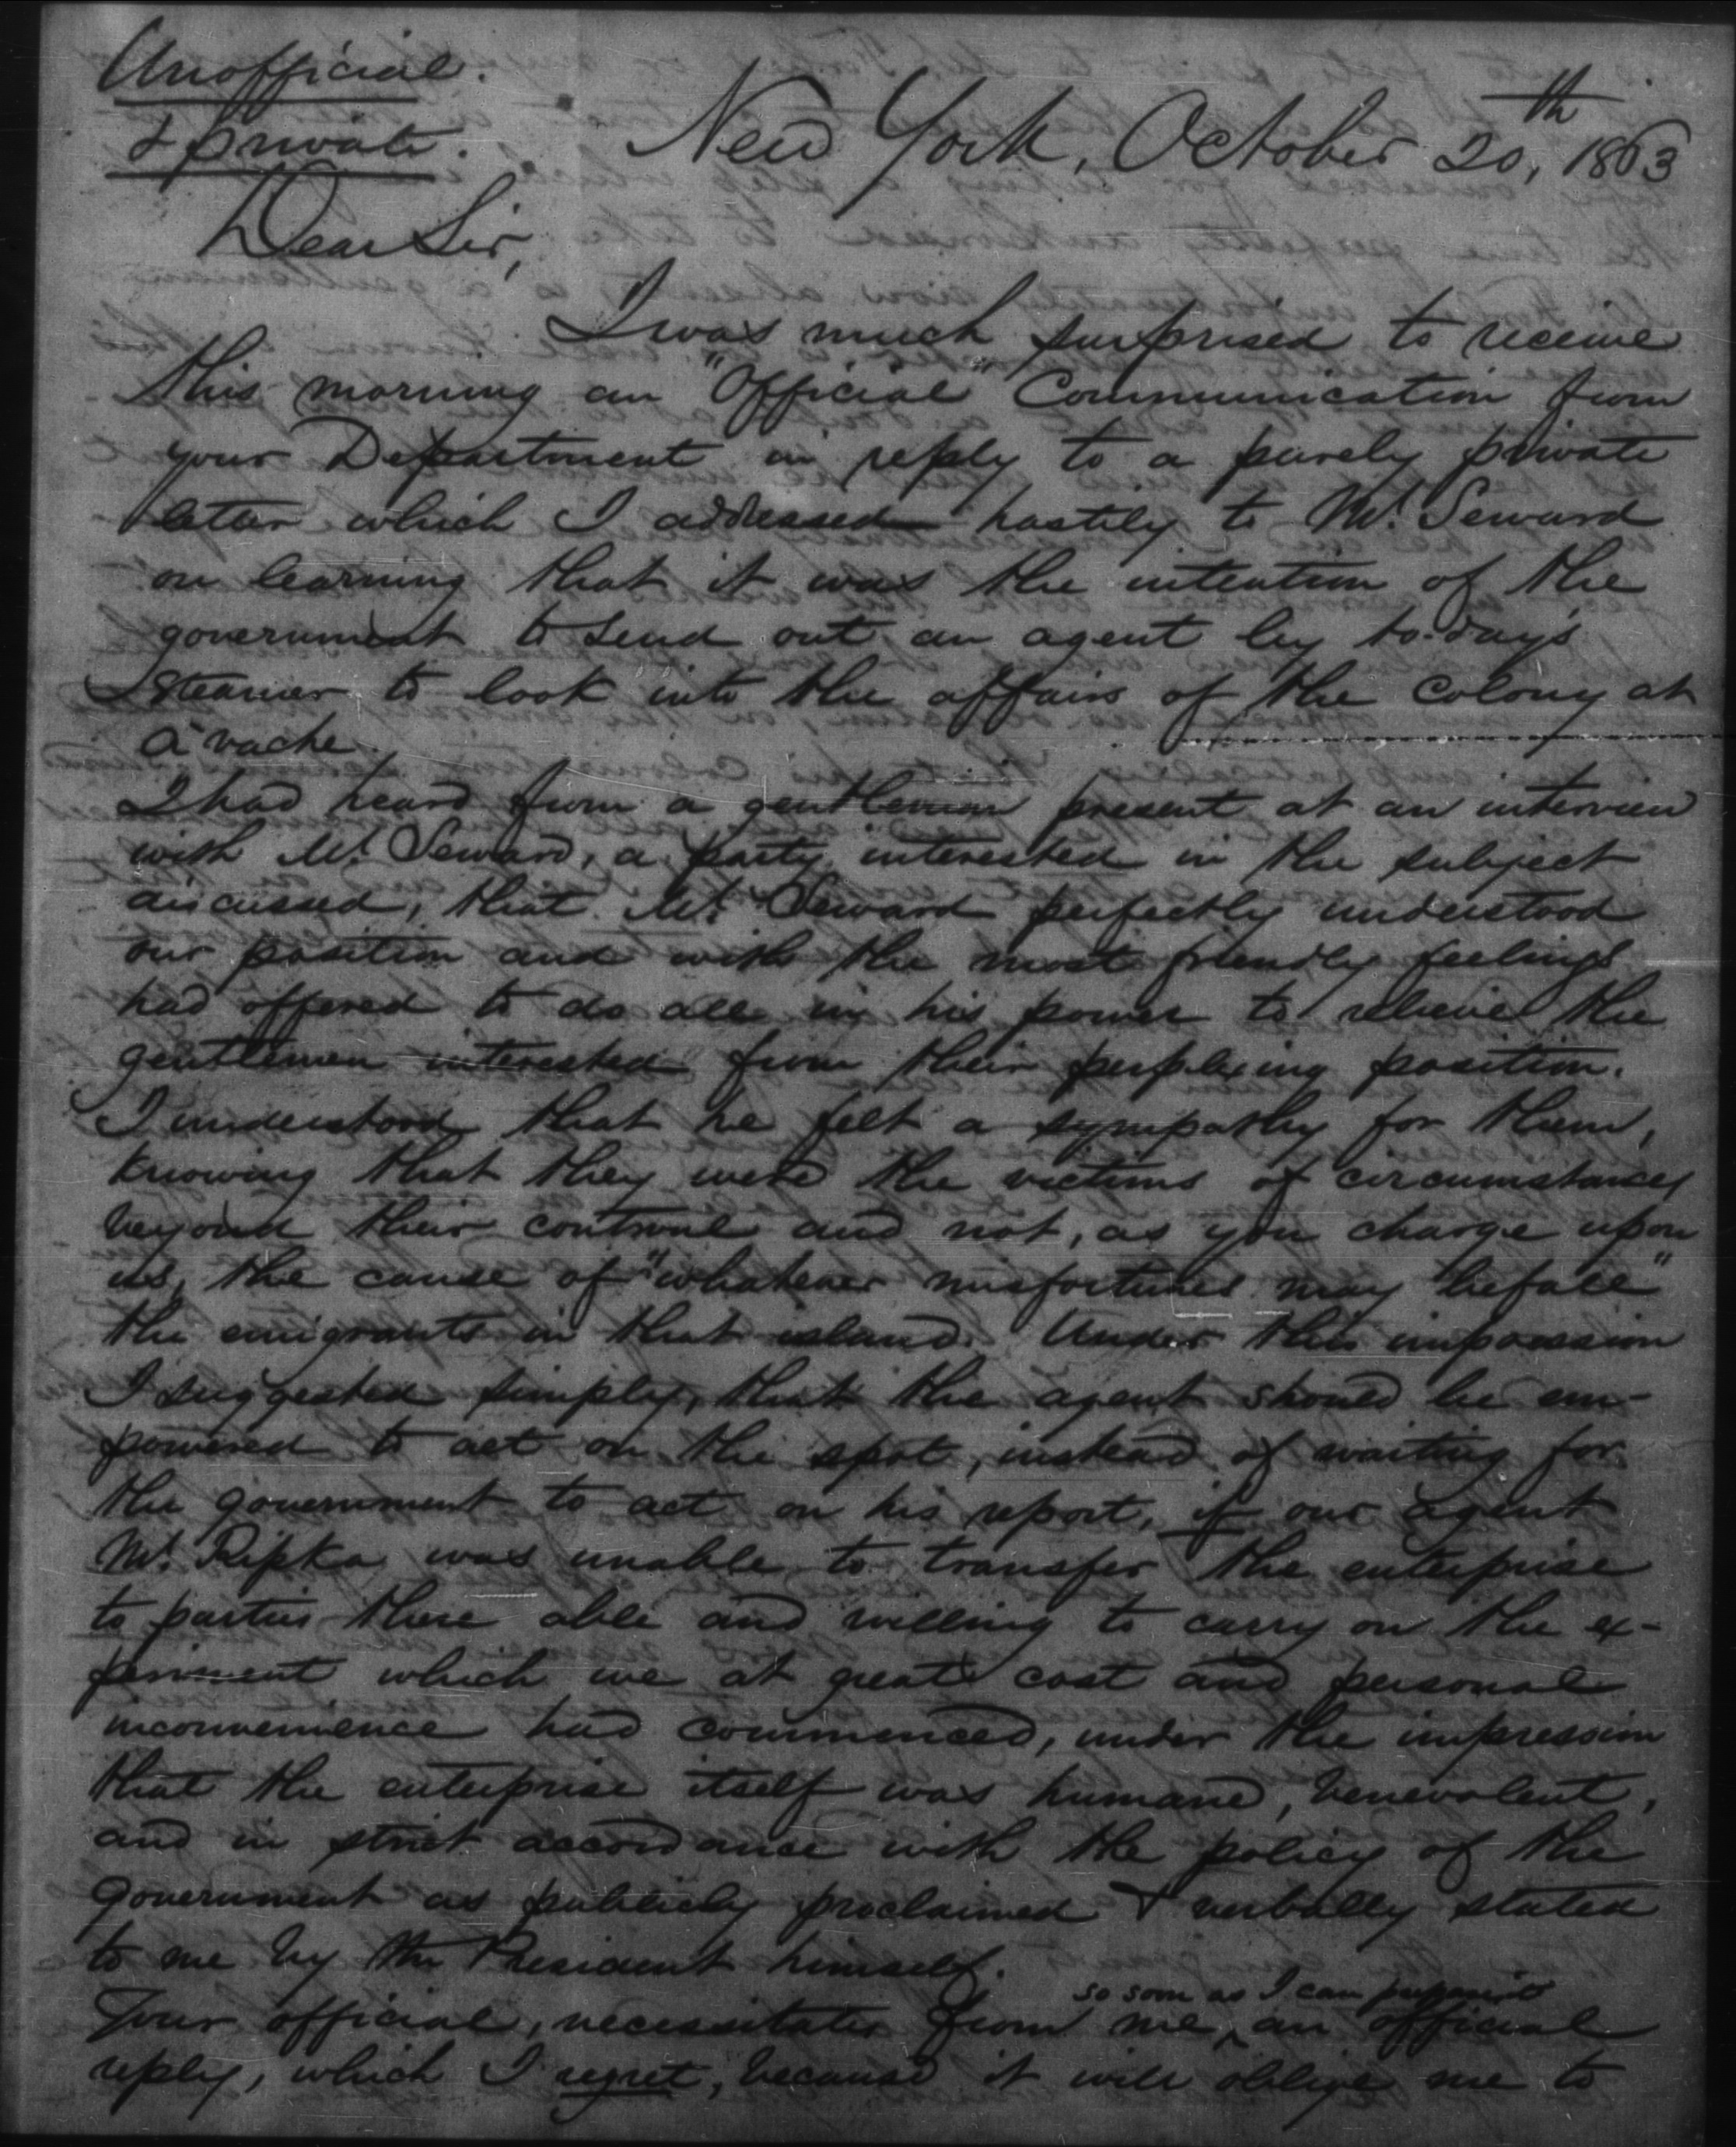 Unofficial.
& private.
New York, October 20,th 1863
Dear Sir,
I was much surprised to receive
this morning an "Official" Communication from
your Department in reply to a purely private
letter which I addressed hastily to Mr. Seward
on learning that it was the intention of the
government to send out an agent by to-day's
steamer to look into the affairs of the Colony at
A'vache.
I had heard from a gentleman present at an interview
with Mr. Seward, a party interested in the subject
discussed, that Mr. Seward perfectly understood
our position and with the most friendly feelings
had offered to do all in his power to relieve the
gentlemen interested from their perplexing position.
I understood that he felt a sympathy for them,
knowing that they were the victims of circumstances
beyond their controul and not, as you charge upon
us, the cause of "whatever misfortunes may befall"
the emigrants in that island. Under this impression
I suggested simply, that the agent should be em-
powered to act on the spot, instead of waiting for
the government to act on his report, if our agent
Mr. Ripka was unable to transfer the enterprise
to parties there able and willing to carry on the ex-
periment which we at great cost and personal
inconvenience had commenced, under the impression
that the enterprise itself was humane, benevolent,
and in strict accordance with the policy of the
Government as publicly proclaimed & verbally stated
to me by the President himself.
so soon as I can prepare it
Your official, necessitates from me ^ an official
reply, which I regret, because it will oblige me to